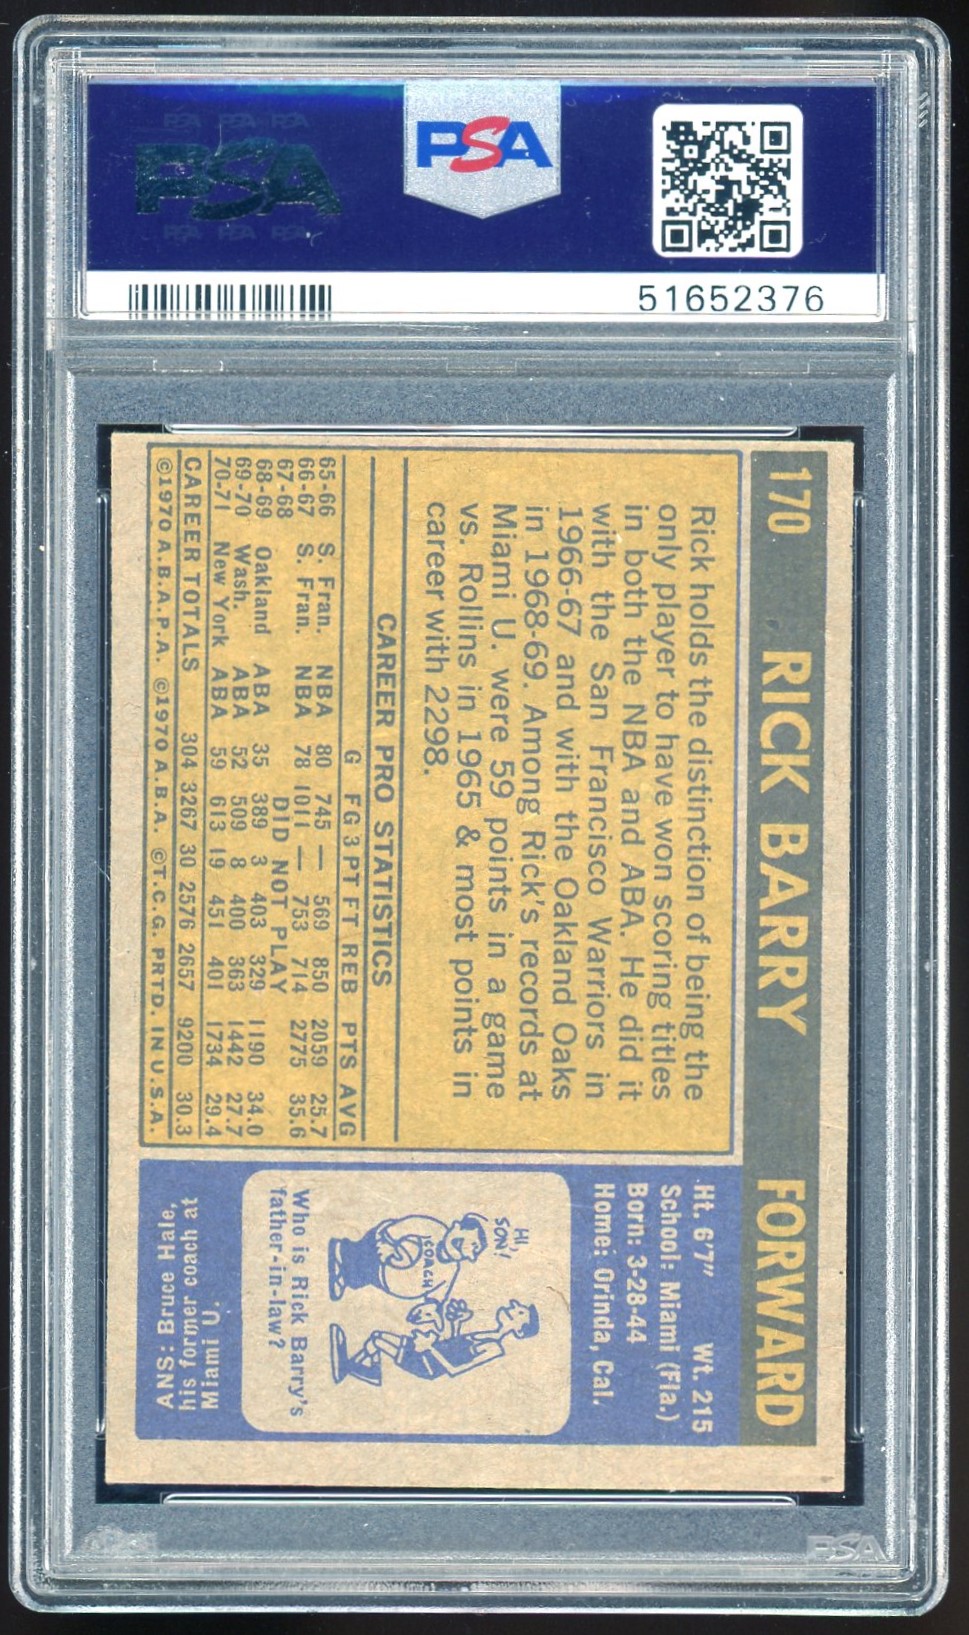 PSA PSA PSA
PSA
PSA PSA PSA
PSA
51652376
170 RICK BARRY FORWARD
Rick holds the distinction of being the
only player to have won scoring titles
in both the NBA and ABA. He did it
with the San Francisco Warriors in
1966-67 and with the Oakland Oaks
in 1968-69. Among Rick's records at
Miami U. were 59 points in a game
vs. Rollins in 1965 & most points in
career with 2298.
CAREER PRO STATISTICS
G FG 3PT FT REB PTS AVG
65-66 S. Fran. NBA 80 745 — 569 850 2059 25.7
66-67 S. Fran. NBA 78 1011 — 753 714 2775 35.6
67-68 DID NOT PLAY
68-69 Oakland ABA 35 389 3 403 329 1190 34.0
69-70 Wash. ABA 52 509 8 400 363 1442 27.7
70-71 New York ABA 59 613 19 451 401 1734 29.4
CAREER TOTALS 304 3267 30 2576 2657 9200 30.3
©1970 A.B.A.P.A. ©1970 A.B.A. ©T.C.G. PRTD. IN U.S.A.
Ht. 6'7" Wt. 215
School: Miami (Fla.)
Born: 3-28-44
Home: Orinda, Cal.
HI,
SON!
COACH
Who is Rick Barry's
father-in-law?
ANS: Bruce Hale,
his former coach at
Miami U.
PSA